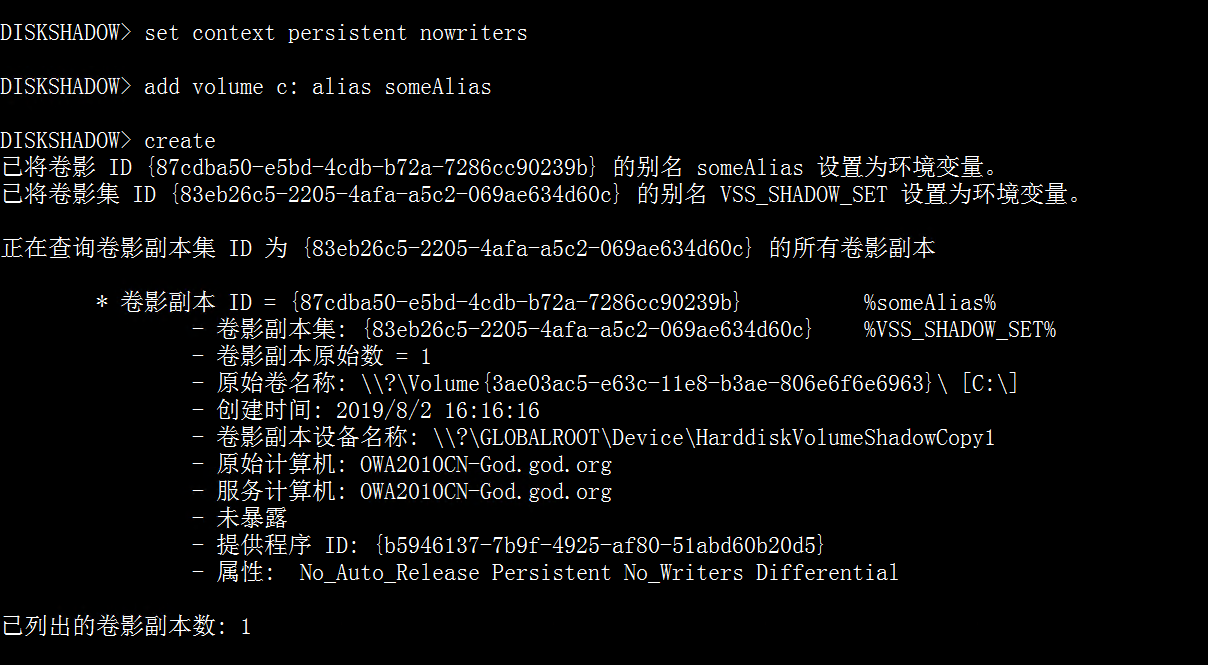 DISKSHADOW> set context persistent nowriters
DISKSHADOW> add volume c: alias someAlias
DISKSHADOW> create
已将卷影 ID {87cdba50-e5bd-4cdb-b72a-7286cc90239b} 的别名 someAlias 设置为环境变量。
已将卷影集 ID {83eb26c5-2205-4afa-a5c2-069ae634d60c} 的别名 VSS_SHADOW_SET 设置为环境变量。
正在查询卷影副本集 ID 为 {83eb26c5-2205-4afa-a5c2-069ae634d60c} 的所有卷影副本
* 卷影副本 ID = {87cdba50-e5bd-4cdb-b72a-7286cc90239b} %someAlias%
- 卷影副本集: {83eb26c5-2205-4afa-a5c2-069ae634d60c} %VSS_SHADOW_SET%
- 卷影副本原始数 = 1
- 原始卷名称: \\?\Volume{3ae03ac5-e63c-11e8-b3ae-806e6f6e6963}\ [C:\]
- 创建时间: 2019/8/2 16:16:16
- 卷影副本设备名称: \\?\GLOBALROOT\Device\HarddiskVolumeShadowCopy1
- 原始计算机: OWA2010CN-God.god.org
- 服务计算机: OWA2010CN-God.god.org
- 未暴露
- 提供程序 ID: {b5946137-7b9f-4925-af80-51abd60b20d5}
- 属性: No_Auto_Release Persistent No_Writers Differential
已列出的卷影副本数: 1